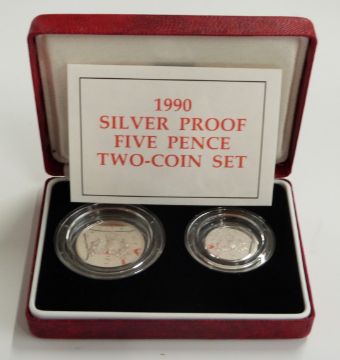 1990
SILVER PROOF
FIVE PENCE
TWO-COIN SET